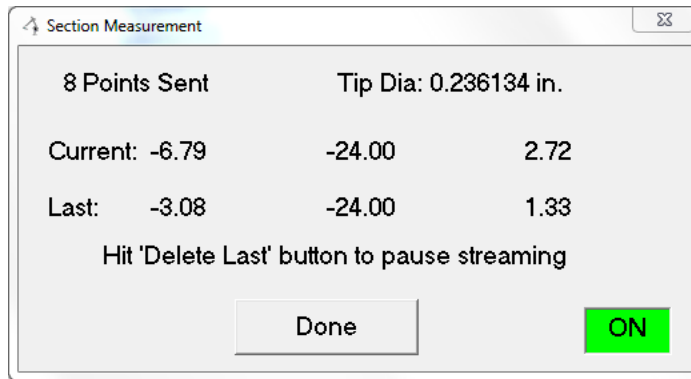 Section Measurement
8 Points Sent Tip Dia: 0.236134 in.
Current: -6.79 -24.00 2.72
Last: -3.08 -24.00 1.33
Hit 'Delete Last' button to pause streaming
Done ON